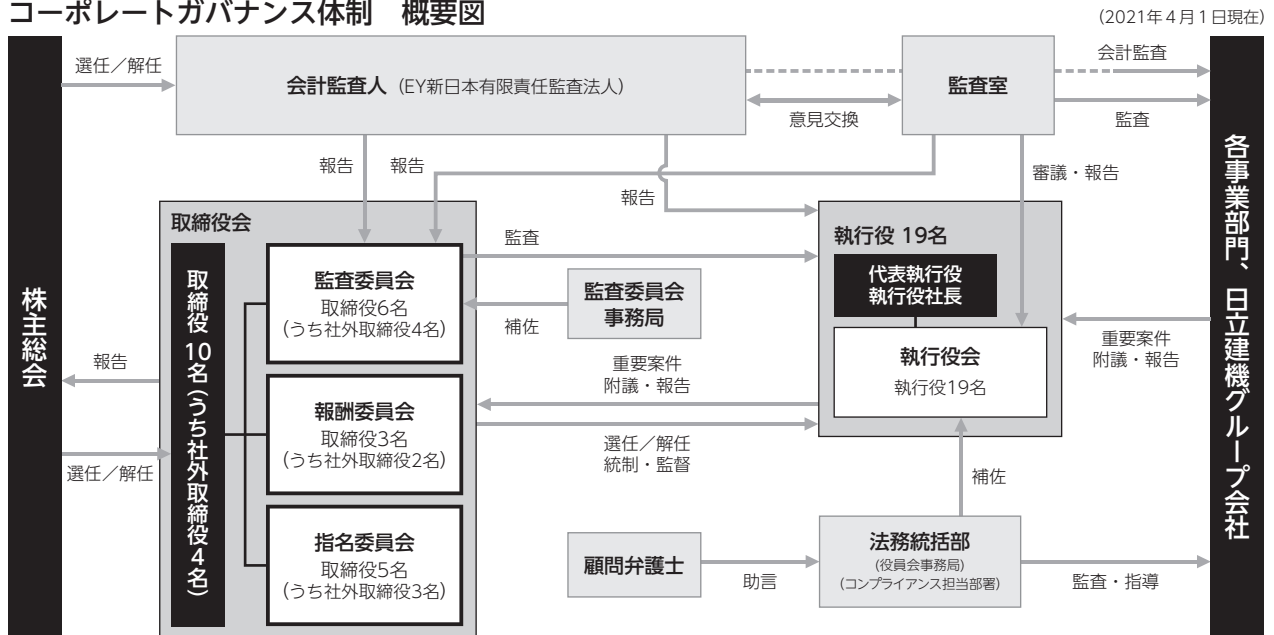 コーポレートガバナンス体制　概要図
(2021年4月1日現在)
株主総会
選任／解任
会計監査人（EY新日本有限責任監査法人）
意見交換
監査室
会計監査
監査
各事業部門、日立建機グループ会社
報告
報告
報告
審議・報告
取締役会
取締役 10名(うち社外取締役4名)
監査委員会
取締役6名
(うち社外取締役4名)
報酬委員会
取締役3名
(うち社外取締役2名)
指名委員会
取締役5名
(うち社外取締役3名)
報告
選任／解任
監査
監査委員会
事務局
補佐
重要案件
附議・報告
選任／解任
統制・監督
執行役 19名
代表執行役
執行役社長
執行役会
執行役19名
重要案件
附議・報告
補佐
顧問弁護士
助言
法務統括部
(役員会事務局)
(コンプライアンス担当部署)
監査・指導